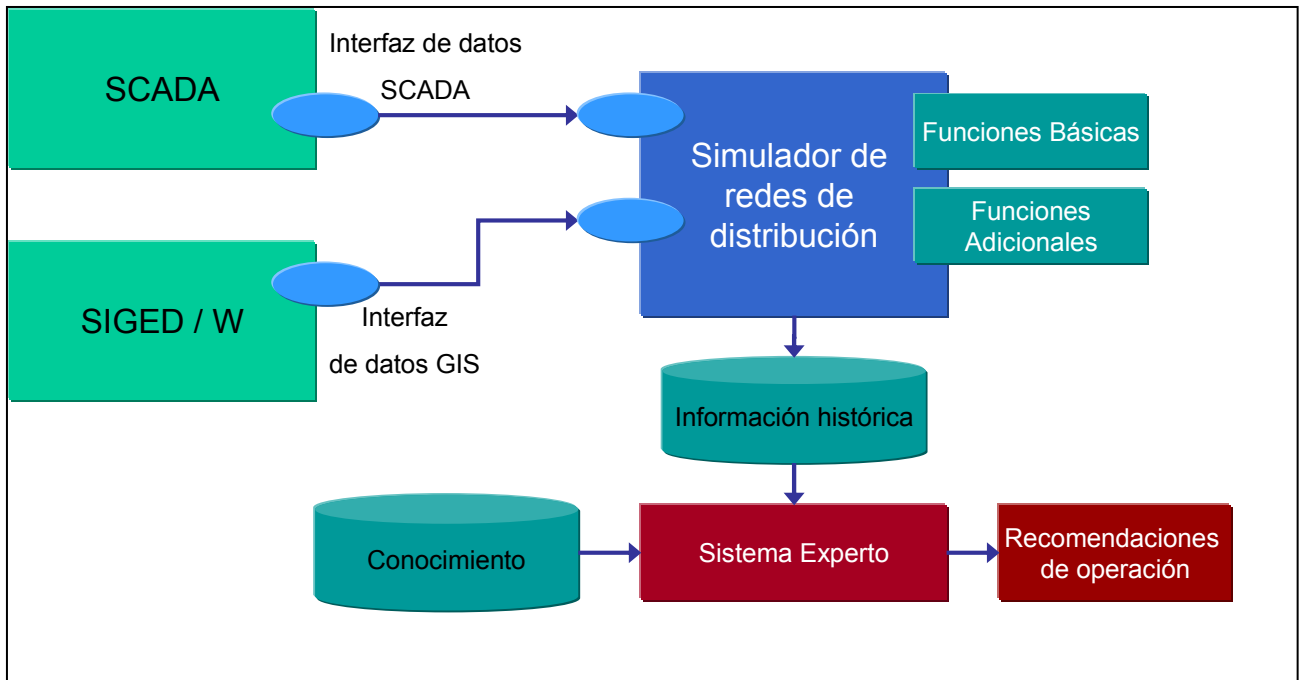 SCADA
Interfaz de datos
SCADA
Simulador de
redes de
distribución
Funciones Básicas
Funciones
Adicionales
SIGED / W
Interfaz
de datos GIS
Información histórica
Conocimiento
Sistema Experto
Recomendaciones
de operación